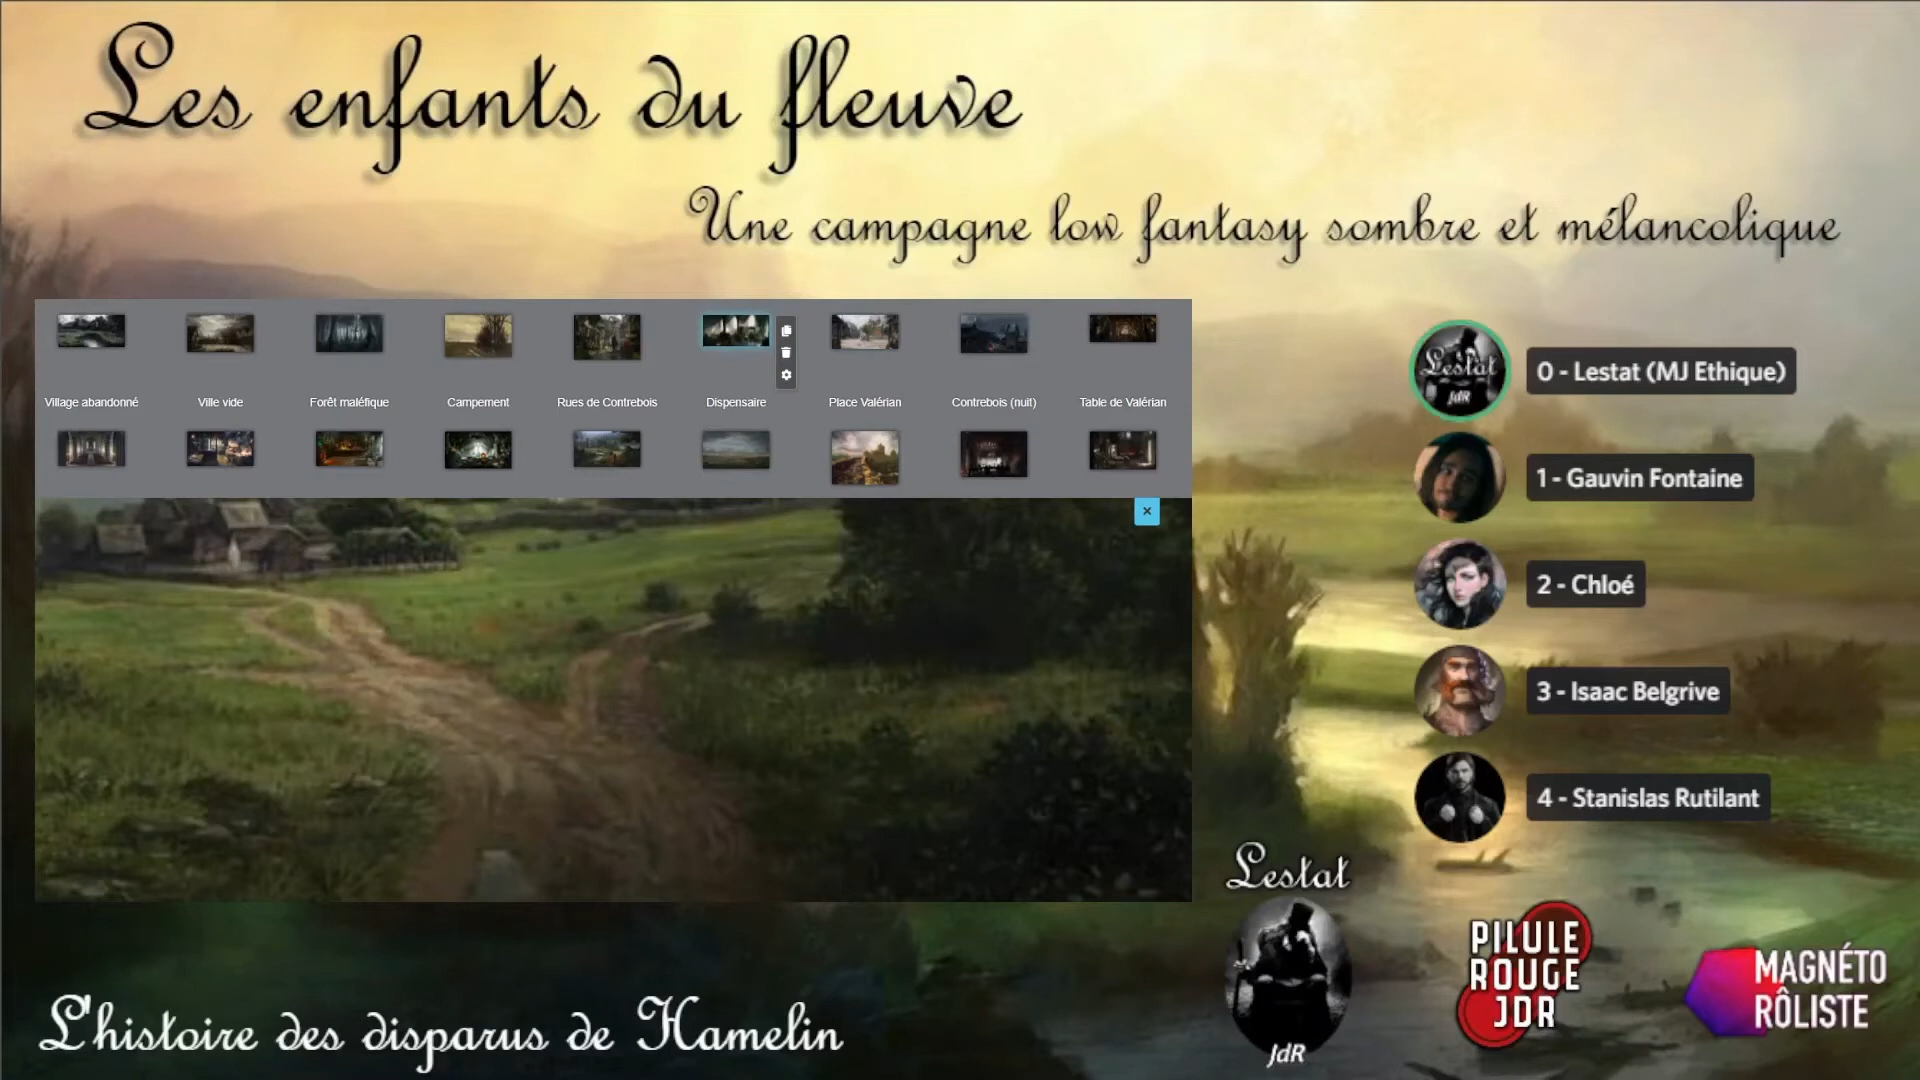 Les enfants du fleuve
Une campagne low fantasy sombre et mélancolique
Village abandonné
Ville vide
Forêt maléfique
Campement
Rues de Contrebois
Dispensaire
Place Valérian
Contrebois (nuit)
Table de Valérian
Lestat
JdR
0 - Lestat (MJ Ethique)
1 - Gauvin Fontaine
2 - Chloé
3 - Isaac Belgrive
4 - Stanislas Rutilant
Lestat
JdR
PILULE
ROUGE
JDR
MAGNÉTO
RÔLISTE
L'histoire des disparus de Hamelin